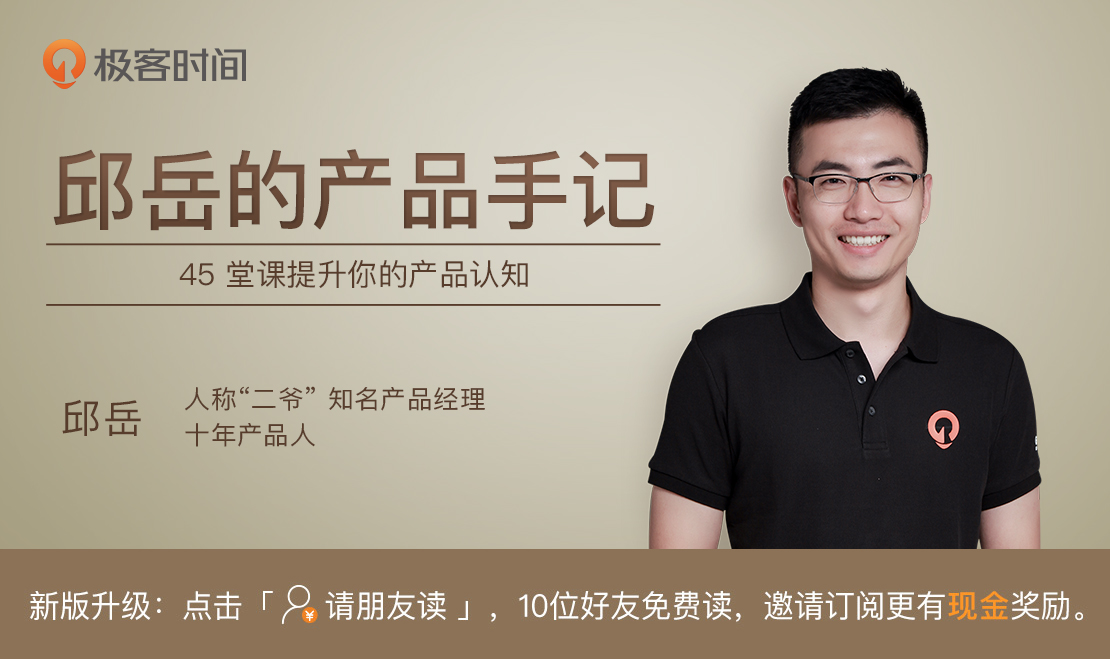 极客时间
邱岳的产品手记
45 堂课提升你的产品认知
邱岳
人称“二爷” 知名产品经理
十年产品人
新版升级：点击「 ¥ 请朋友读 」，10位好友免费读，邀请订阅更有现金奖励。